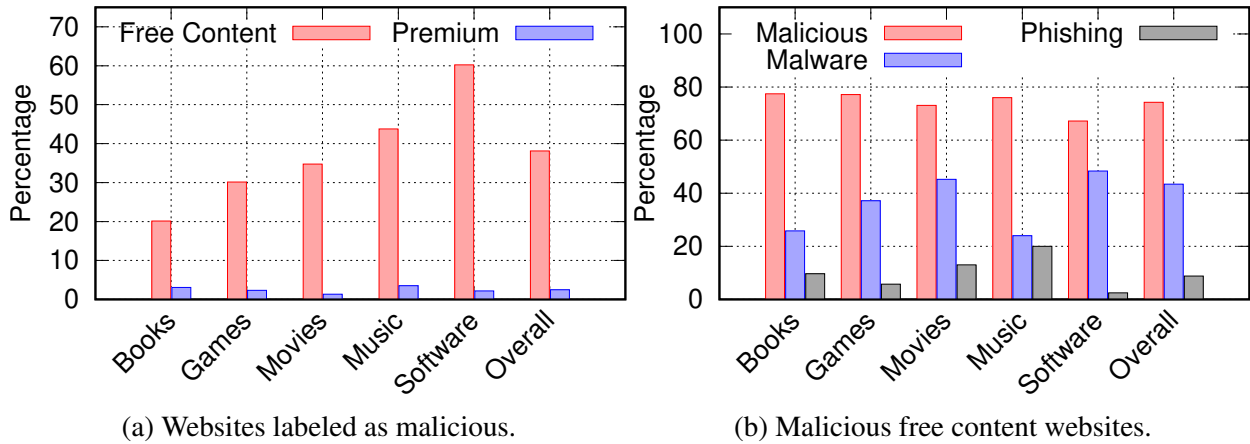 Free Content Premium
Percentage
70
60
50
40
30
20
10
0
Books Games Movies Music Software Overall
(a) Websites labeled as malicious.
Malicious Phishing
Malware
Percentage
100
80
60
40
20
0
Books Games Movies Music Software Overall
(b) Malicious free content websites.